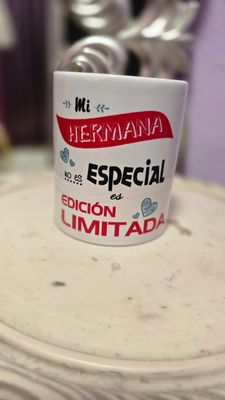 Mi
HERMANA
no es ESPECIAL
es
EDICIÓN
LIMITADA